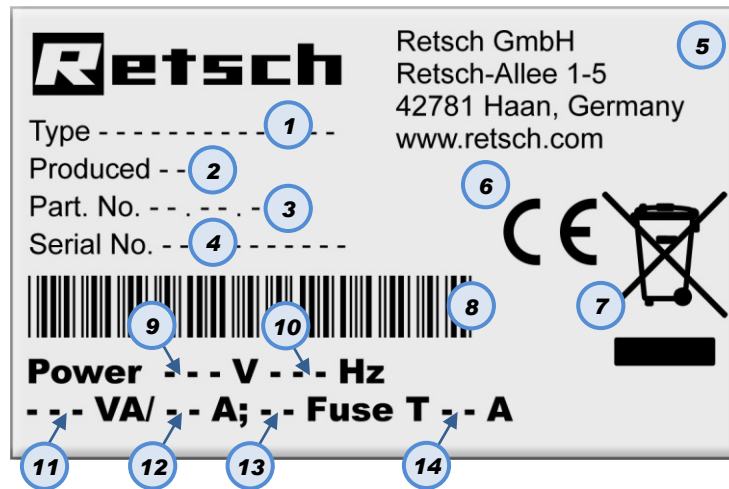 Retsch
Retsch GmbH
Retsch-Allee 1-5
42781 Haan, Germany
www.retsch.com
5
Type - - - - - - - - - - - - - -
1
Produced - -
2
Part. No. - - . - - . -
3
Serial No. - - - - - - - - -
4
6
CE
7
8
9
10
Power - - - V - - - Hz
- - - VA/ - - A; - - Fuse T - - A
11
12
13
14